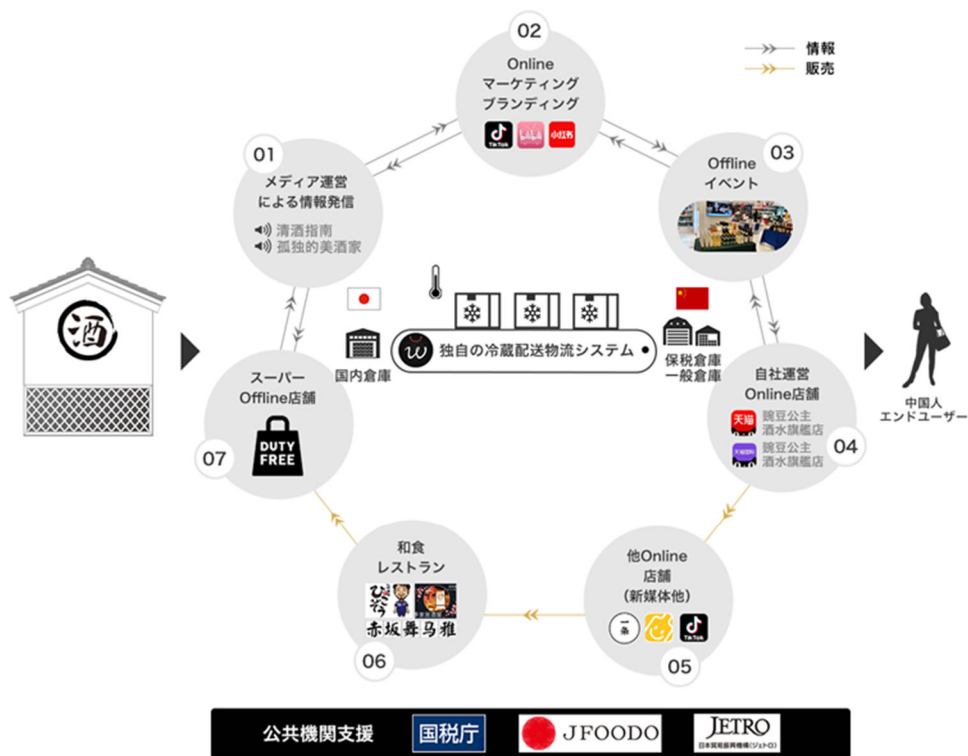 02
Online
マーケティング
ブランディング
TikTok
小红书
情報
販売
01
メディア運営
による情報発信
清酒指南
孤独的美酒家
03
Offline
イベント
酒
国内倉庫
w
独自の冷蔵配送物流システム
保税倉庫
一般倉庫
スーパー
Offline店舗
DUTY
FREE
07
自社運営
Online店舗
天猫
豌豆公主
酒水旗艦店
天猫国际
豌豆公主
酒水旗艦店
04
中国人
エンドユーザー
和食
レストラン
ひとぞう
赤坂舞马雅
06
他Online
店舗
(新媒体他)
一条
TikTok
05
公共機関支援
国税庁
JFOODO
JETRO
日本貿易振興機構(ジェトロ)